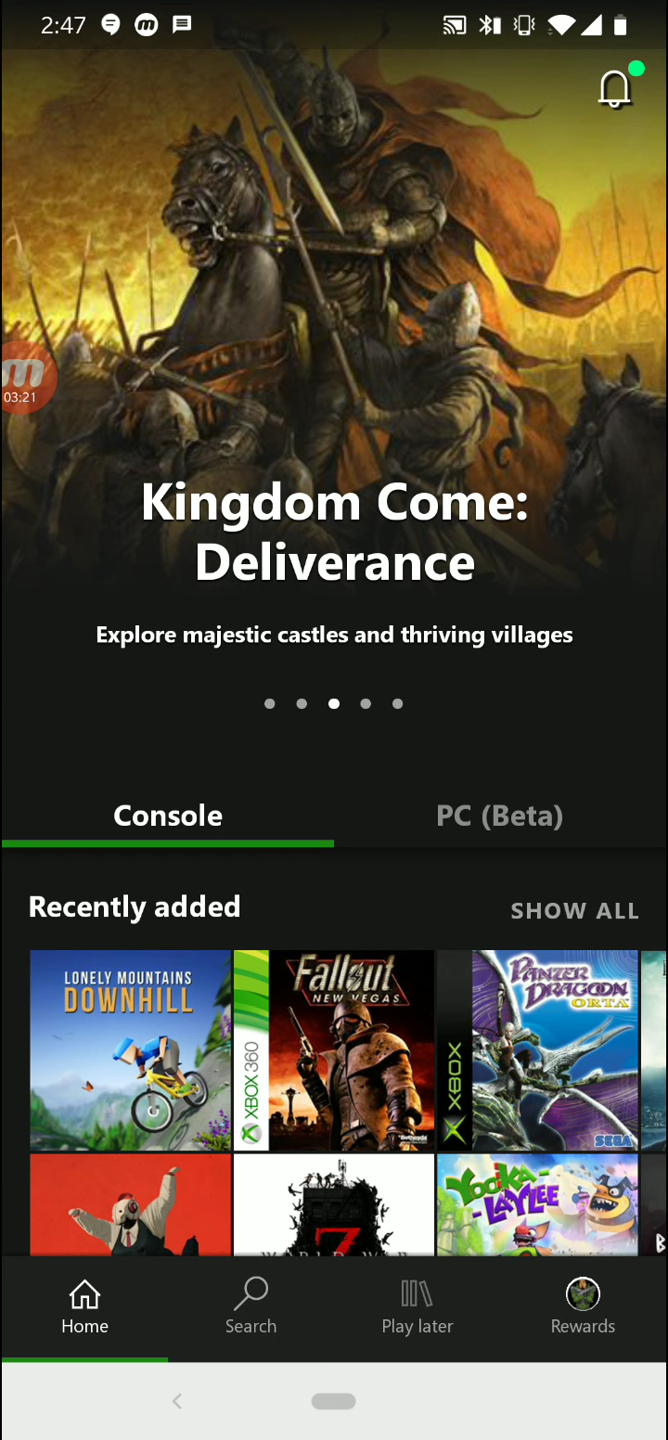 2:47
03:21
Kingdom Come:
Deliverance
Explore majestic castles and thriving villages
Console
PC (Beta)
Recently added
SHOW ALL
LONELY MOUNTAINS
DOWNHILL
XBOX 360
Fallout
NEW VEGAS
Bethesda
XBOX
PANZER
DRAGOON
ORTA
SEGA
Z
YOOKA
-LAYLEE
Home
Search
Play later
Rewards